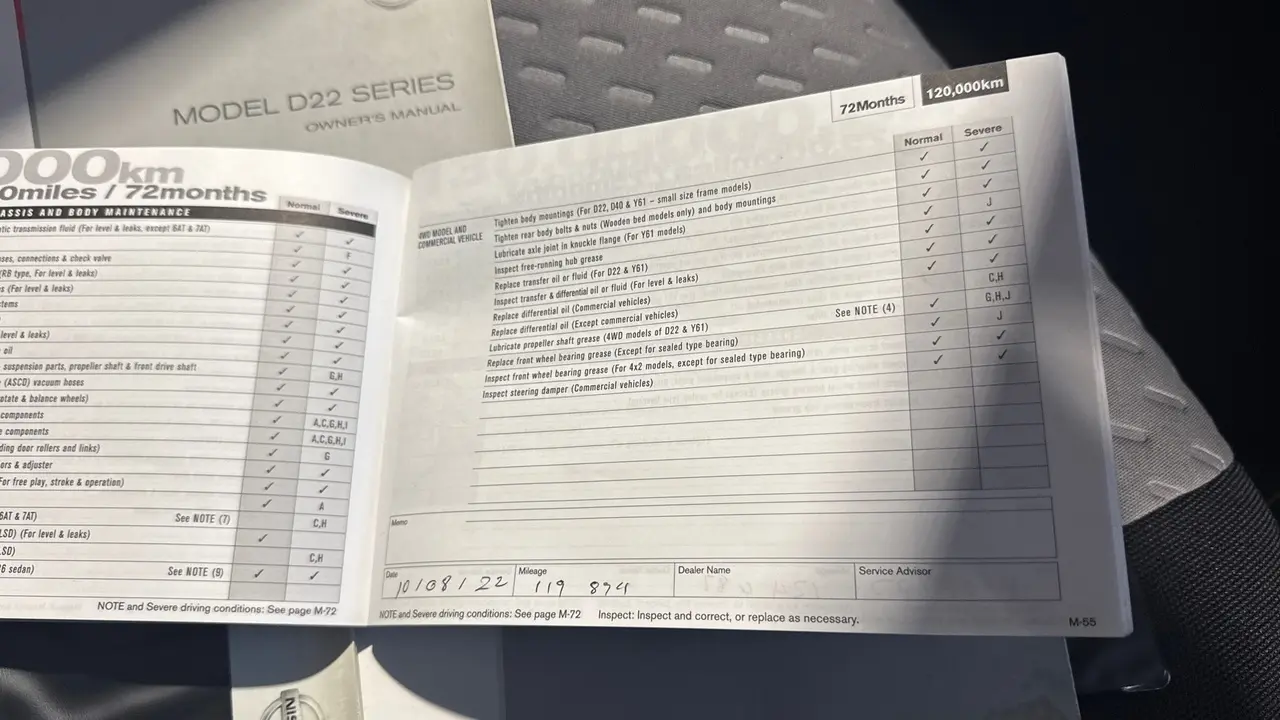 MODEL D22 SERIES
OWNER'S MANUAL
000km
0miles / 72months
Normal
Severe
ASSIS AND BODY MAINTENANCE
tic transmission fluid (For level & leaks, except 6AT & 7AT)
✓ ✓
✓ F
ses, connections & check valve
✓ ✓
(RB type, For level & leaks)
✓ ✓
s (For level & leaks)
✓ ✓
stems
✓ ✓
✓ ✓
level & leaks)
✓ ✓
oil
✓ ✓
suspension parts, propeller shaft & front drive shaft
✓ G,H
(ASCD) vacuum hoses
✓ ✓
otate & balance wheels)
✓ ✓
components
✓ A,C,G,H,I
e components
✓ A,C,G,H,I
ding door rollers and links)
✓ G
ors & adjuster
✓ ✓
For free play, stroke & operation)
✓ ✓
✓ A
6AT & 7AT) See NOTE (7)
C,H
LSD) (For level & leaks)
✓
LSD)
C,H
6 sedan) See NOTE (9)
✓ ✓
NOTE and Severe driving conditions: See page M-72
72Months
120,000km
Normal Severe
4WD MODEL AND
COMMERCIAL VEHICLE
Tighten body mountings (For D22, D40 & Y61 – small size frame models)
✓ ✓
Tighten rear body bolts & nuts (Wooden bed models only) and body mountings
✓ ✓
Lubricate axle joint in knuckle flange (For Y61 models)
✓ ✓
Inspect free-running hub grease
✓ J
Replace transfer oil or fluid (For D22 & Y61)
✓ ✓
Inspect transfer & differential oil or fluid (For level & leaks)
✓ ✓
Replace differential oil (Commercial vehicles)
✓ ✓
Replace differential oil (Except commercial vehicles)
C,H
Lubricate propeller shaft grease (4WD models of D22 & Y61) See NOTE (4)
✓ G,H,J
Replace front wheel bearing grease (Except for sealed type bearing)
✓ J
Inspect front wheel bearing grease (For 4x2 models, except for sealed type bearing)
✓ ✓
Inspect steering damper (Commercial vehicles)
✓ ✓
Memo
Date 10/08/22
Mileage 119 894
Dealer Name
Service Advisor
NOTE and Severe driving conditions: See page M-72 Inspect: Inspect and correct, or replace as necessary.
M-55
NIS